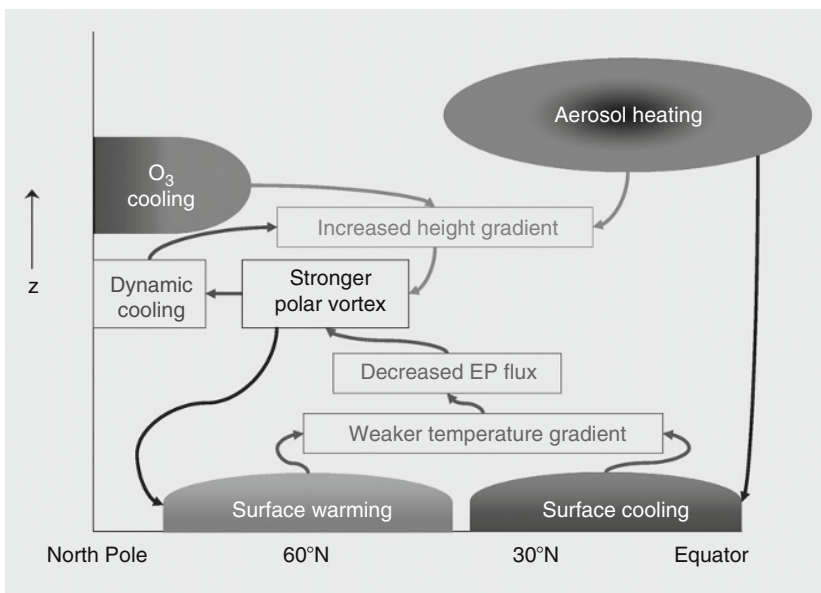 Aerosol heating
O₃
cooling
Increased height gradient
Dynamic
cooling
Stronger
polar vortex
z
Decreased EP flux
Weaker temperature gradient
Surface warming
Surface cooling
North Pole
60°N
30°N
Equator